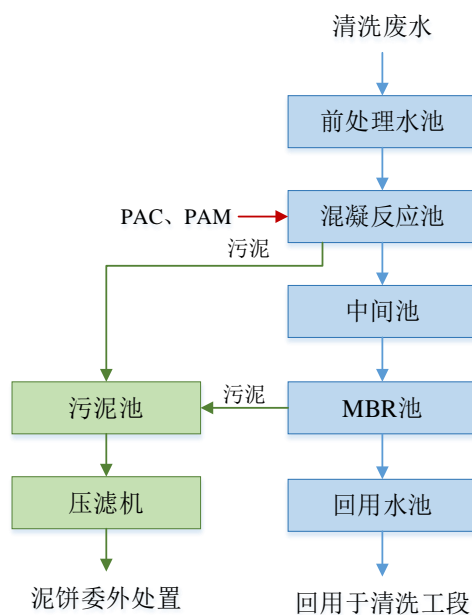 清洗废水
前处理水池
PAC、PAM
混凝反应池
污泥
中间池
污泥
污泥池
MBR池
压滤机
回用水池
泥饼委外处置
回用于清洗工段